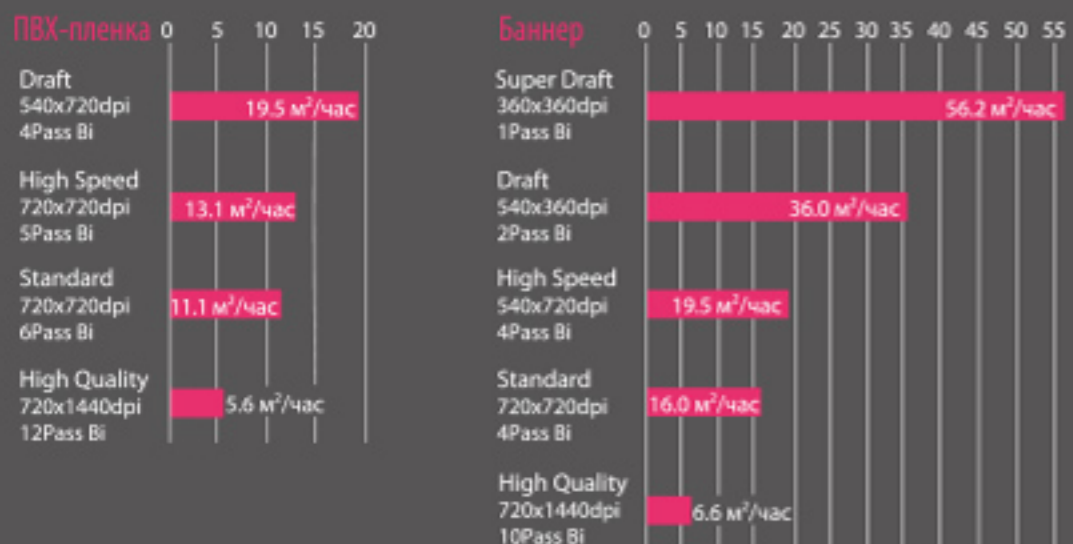 ПВХ-пленка 0 5 10 15 20
Draft
540x720dpi
4Pass Bi
19.5 м²/час
High Speed
720x720dpi
5Pass Bi
13.1 м²/час
Standard
720x720dpi
6Pass Bi
11.1 м²/час
High Quality
720x1440dpi
12Pass Bi
5.6 м²/час
Баннер 0 5 10 15 20 25 30 35 40 45 50 55
Super Draft
360x360dpi
1Pass Bi
56.2 м²/час
Draft
540x360dpi
2Pass Bi
36.0 м²/час
High Speed
540x720dpi
4Pass Bi
19.5 м²/час
Standard
720x720dpi
4Pass Bi
16.0 м²/час
High Quality
720x1440dpi
10Pass Bi
6.6 м²/час